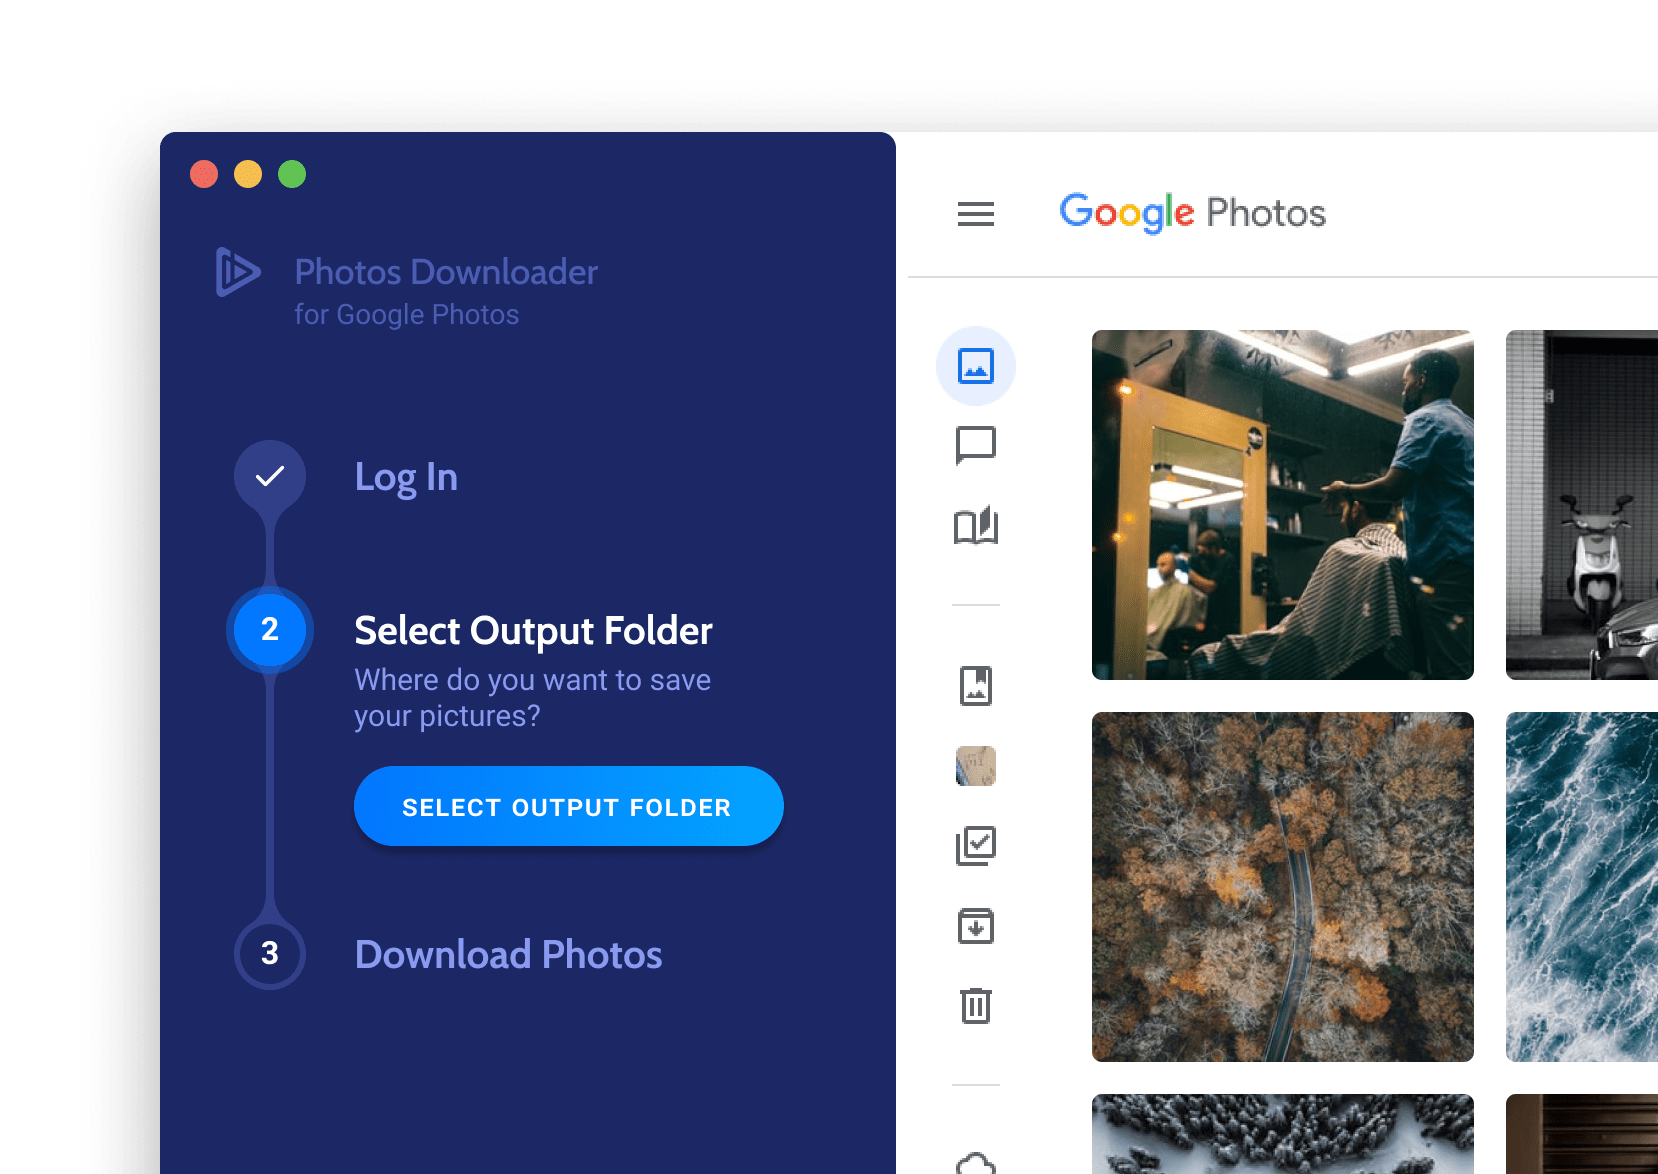 Photos Downloader
for Google Photos
Log In
2
Select Output Folder
Where do you want to save
your pictures?
SELECT OUTPUT FOLDER
3
Download Photos
Google Photos